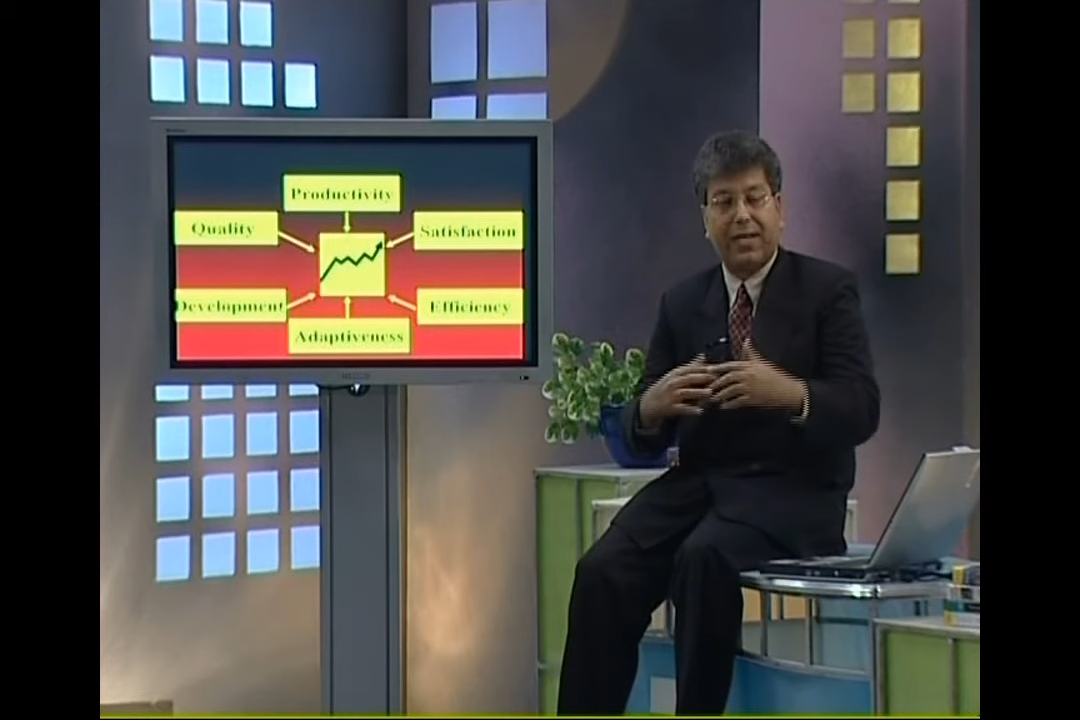 Productivity
Quality
Satisfaction
Development
Efficiency
Adaptiveness